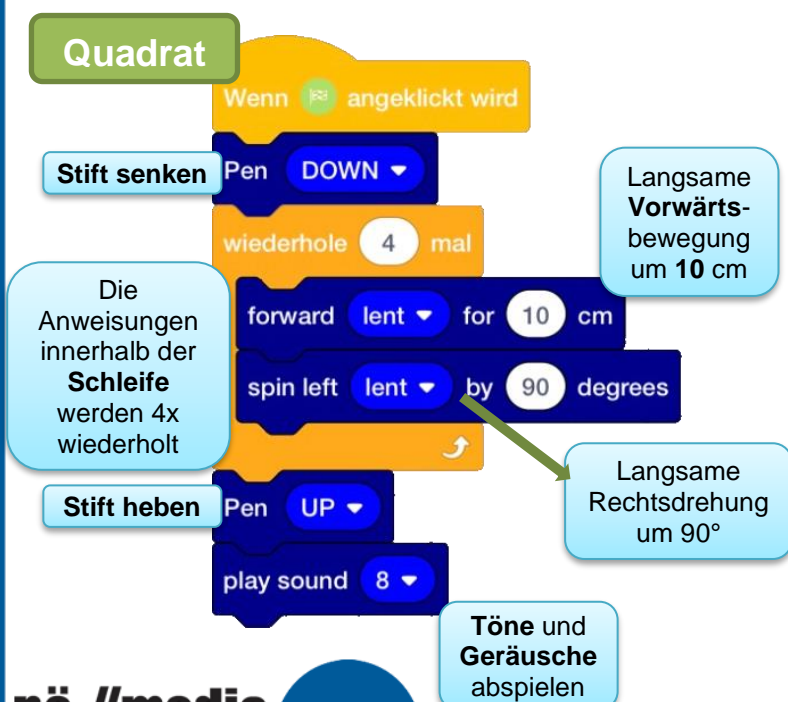 Quadrat
Wenn angeklickt wird
Stift senken
Pen DOWN
wiederhole 4 mal
Langsame
Vorwärts-
bewegung
um 10 cm
Die
Anweisungen
innerhalb der
Schleife
werden 4x
wiederholt
forward lent for 10 cm
spin left lent by 90 degrees
Langsame
Rechtsdrehung
um 90°
Stift heben
Pen UP
play sound 8
Töne und
Geräusche
abspielen